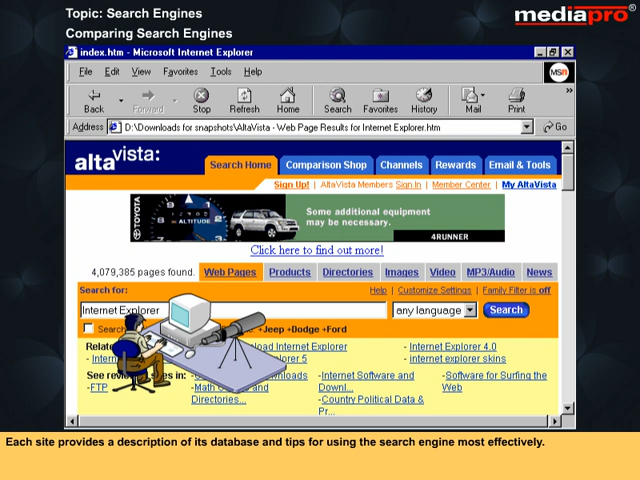 Topic: Search Engines
mediapro®
Comparing Search Engines
index.htm - Microsoft Internet Explorer
File Edit View Favorites Tools Help
MSN
Back Forward Stop Refresh Home Search Favorites History Mail Print
Address D:\Downloads for snapshots\AltaVista - Web Page Results for Internet Explorer.htm Go
altavista: Search Home Comparison Shop Channels Rewards Email & Tools
Sign Up! | AltaVista Members Sign In | Member Center | My AltaVista
TOYOTA ALTITUDE Some additional equipment
may be necessary.
4RUNNER
Click here to find out more!
4,079,385 pages found. Web Pages Products Directories Images Video MP3/Audio News
Search for: Help | Customize Settings | Family Filter is off
Internet Explorer any language Search
+Jeep +Dodge +Ford
Internet Explorer - Internet Explorer 4.0
- internet explorer skins
See
-FTP
- Internet Software and
Downl...
- Software for Surfing the
Web
Directories...
- Country Political Data &
Pr...
Each site provides a description of its database and tips for using the search engine most effectively.